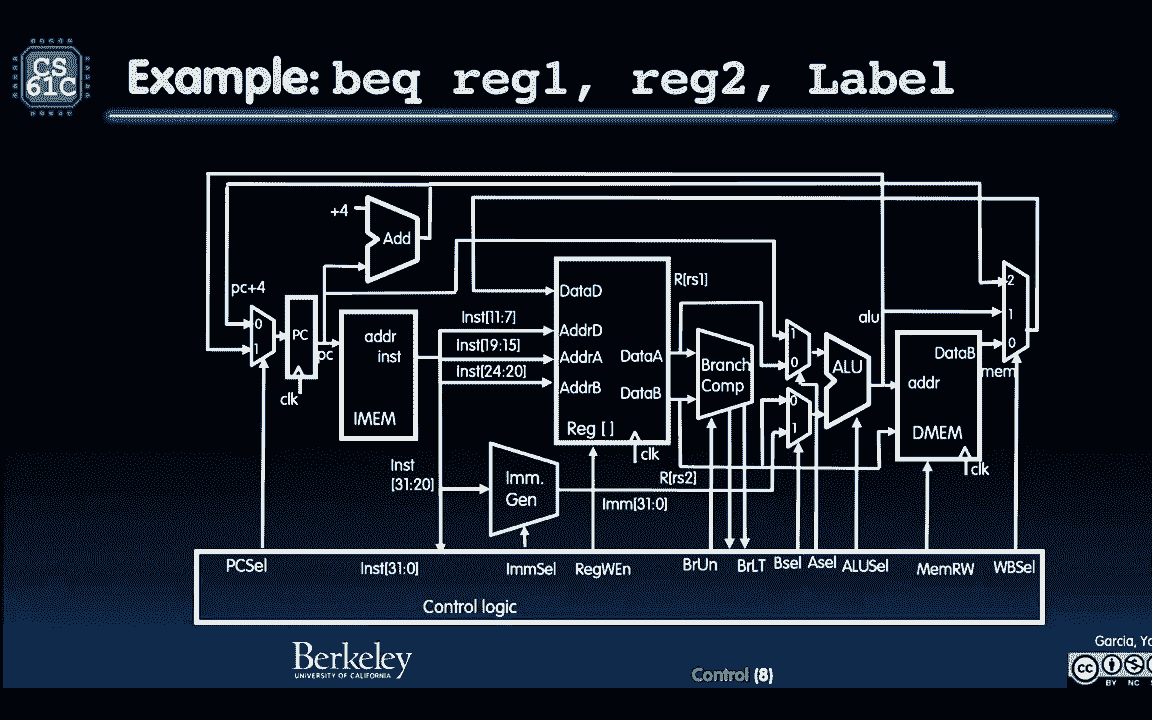 CS
61C
Example: beq reg1, reg2, Label
+4
Add
pc+4
0
1
PC
pc
clk
addr
inst
IMEM
Inst[11:7]
Inst[19:15]
Inst[24:20]
Inst
[31:20]
DataD
AddrD
AddrA
AddrB
DataA
DataB
Reg [ ]
clk
Imm.
Gen
Imm[31:0]
R[rs1]
R[rs2]
Branch
Comp
1
0
0
1
ALU
alu
DataB
addr
DMEM
clk
mem
2
1
0
PCSel
Inst[31:0]
ImmSel
RegWEn
BrUn
BrLT
Bsel
Asel
ALUSel
MemRW
WBSel
Control logic
Berkeley
UNIVERSITY OF CALIFORNIA
Control (8)
Garcia,
BY NC